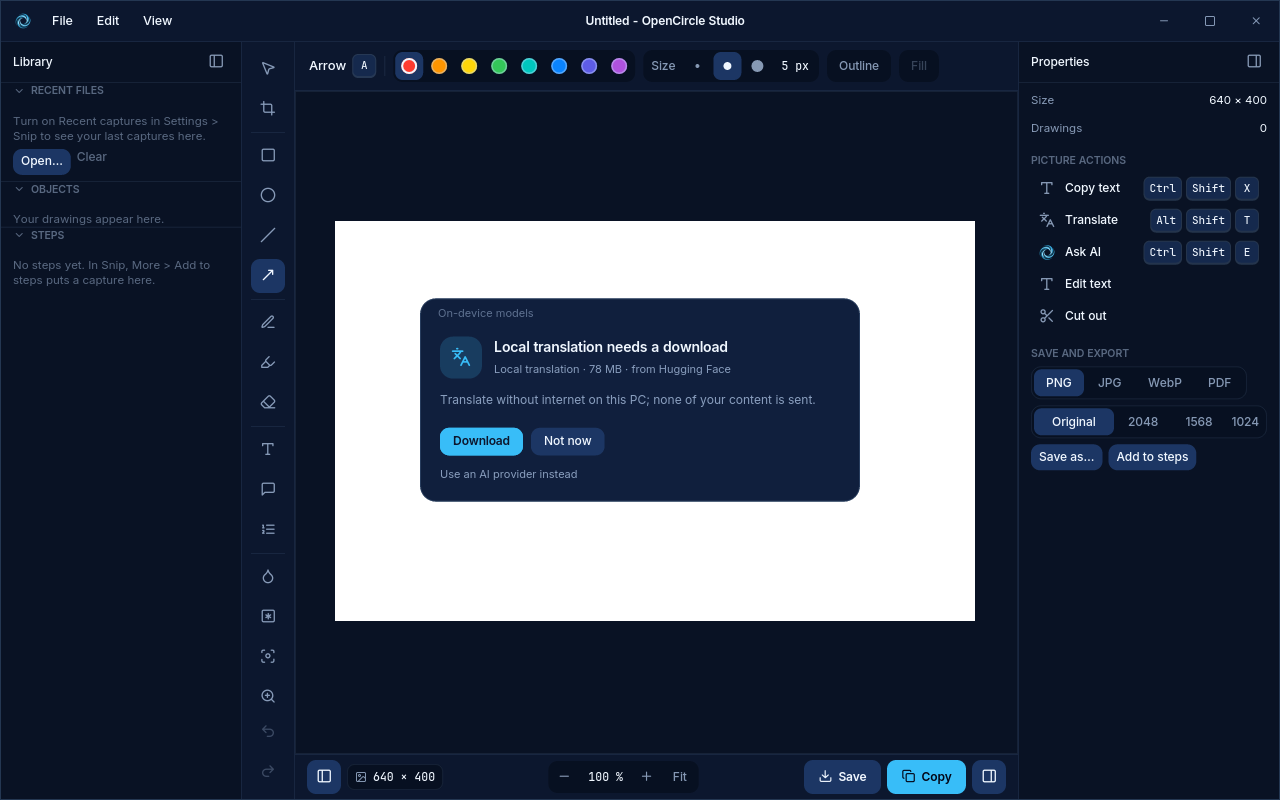 File Edit View
Untitled - OpenCircle Studio
Library
RECENT FILES
Turn on Recent captures in Settings >
Snip to see your last captures here.
Open... Clear
OBJECTS
Your drawings appear here.
STEPS
No steps yet. In Snip, More > Add to
steps puts a capture here.
Arrow A
Size 5 px Outline Fill
On-device models
Local translation needs a download
Local translation · 78 MB · from Hugging Face
Translate without internet on this PC; none of your content is sent.
Download Not now
Use an AI provider instead
640 × 400
100 % Fit
Save Copy
Properties
Size 640 × 400
Drawings 0
PICTURE ACTIONS
Copy text Ctrl Shift X
Translate Alt Shift T
Ask AI Ctrl Shift E
Edit text
Cut out
SAVE AND EXPORT
PNG JPG WebP PDF
Original 2048 1568 1024
Save as... Add to steps